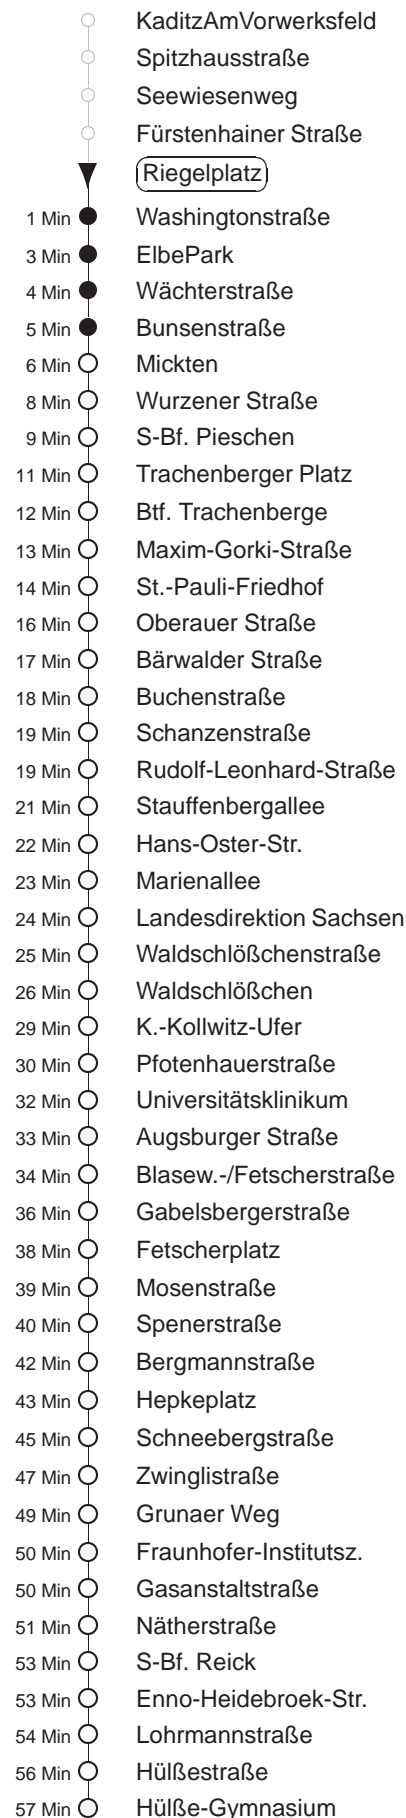 KaditzAmVorwerksfeld
Spitzhausstraße
Seewiesenweg
Fürstenhainer Straße
Riegelplatz
1 Min Washingtonstraße
3 Min ElbePark
4 Min Wächterstraße
5 Min Bunsenstraße
6 Min Mickten
8 Min Wurzener Straße
9 Min S-Bf. Pieschen
11 Min Trachenberger Platz
12 Min Btf. Trachenberge
13 Min Maxim-Gorki-Straße
14 Min St.-Pauli-Friedhof
16 Min Oberauer Straße
17 Min Bärwalder Straße
18 Min Buchenstraße
19 Min Schanzenstraße
19 Min Rudolf-Leonhard-Straße
21 Min Stauffenbergallee
22 Min Hans-Oster-Str.
23 Min Marienallee
24 Min Landesdirektion Sachsen
25 Min Waldschlößchenstraße
26 Min Waldschlößchen
29 Min K.-Kollwitz-Ufer
30 Min Pfotenhauerstraße
32 Min Universitätsklinikum
33 Min Augsburger Straße
34 Min Blasew.-/Fetscherstraße
36 Min Gabelsbergerstraße
38 Min Fetscherplatz
39 Min Mosenstraße
40 Min Spenerstraße
42 Min Bergmannstraße
43 Min Hepkeplatz
45 Min Schneebergstraße
47 Min Zwinglistraße
49 Min Grunaer Weg
50 Min Fraunhofer-Institutsz.
50 Min Gasanstaltstraße
51 Min Nätherstraße
53 Min S-Bf. Reick
53 Min Enno-Heidebroek-Str.
54 Min Lohrmannstraße
56 Min Hülßestraße
57 Min Hülße-Gymnasium